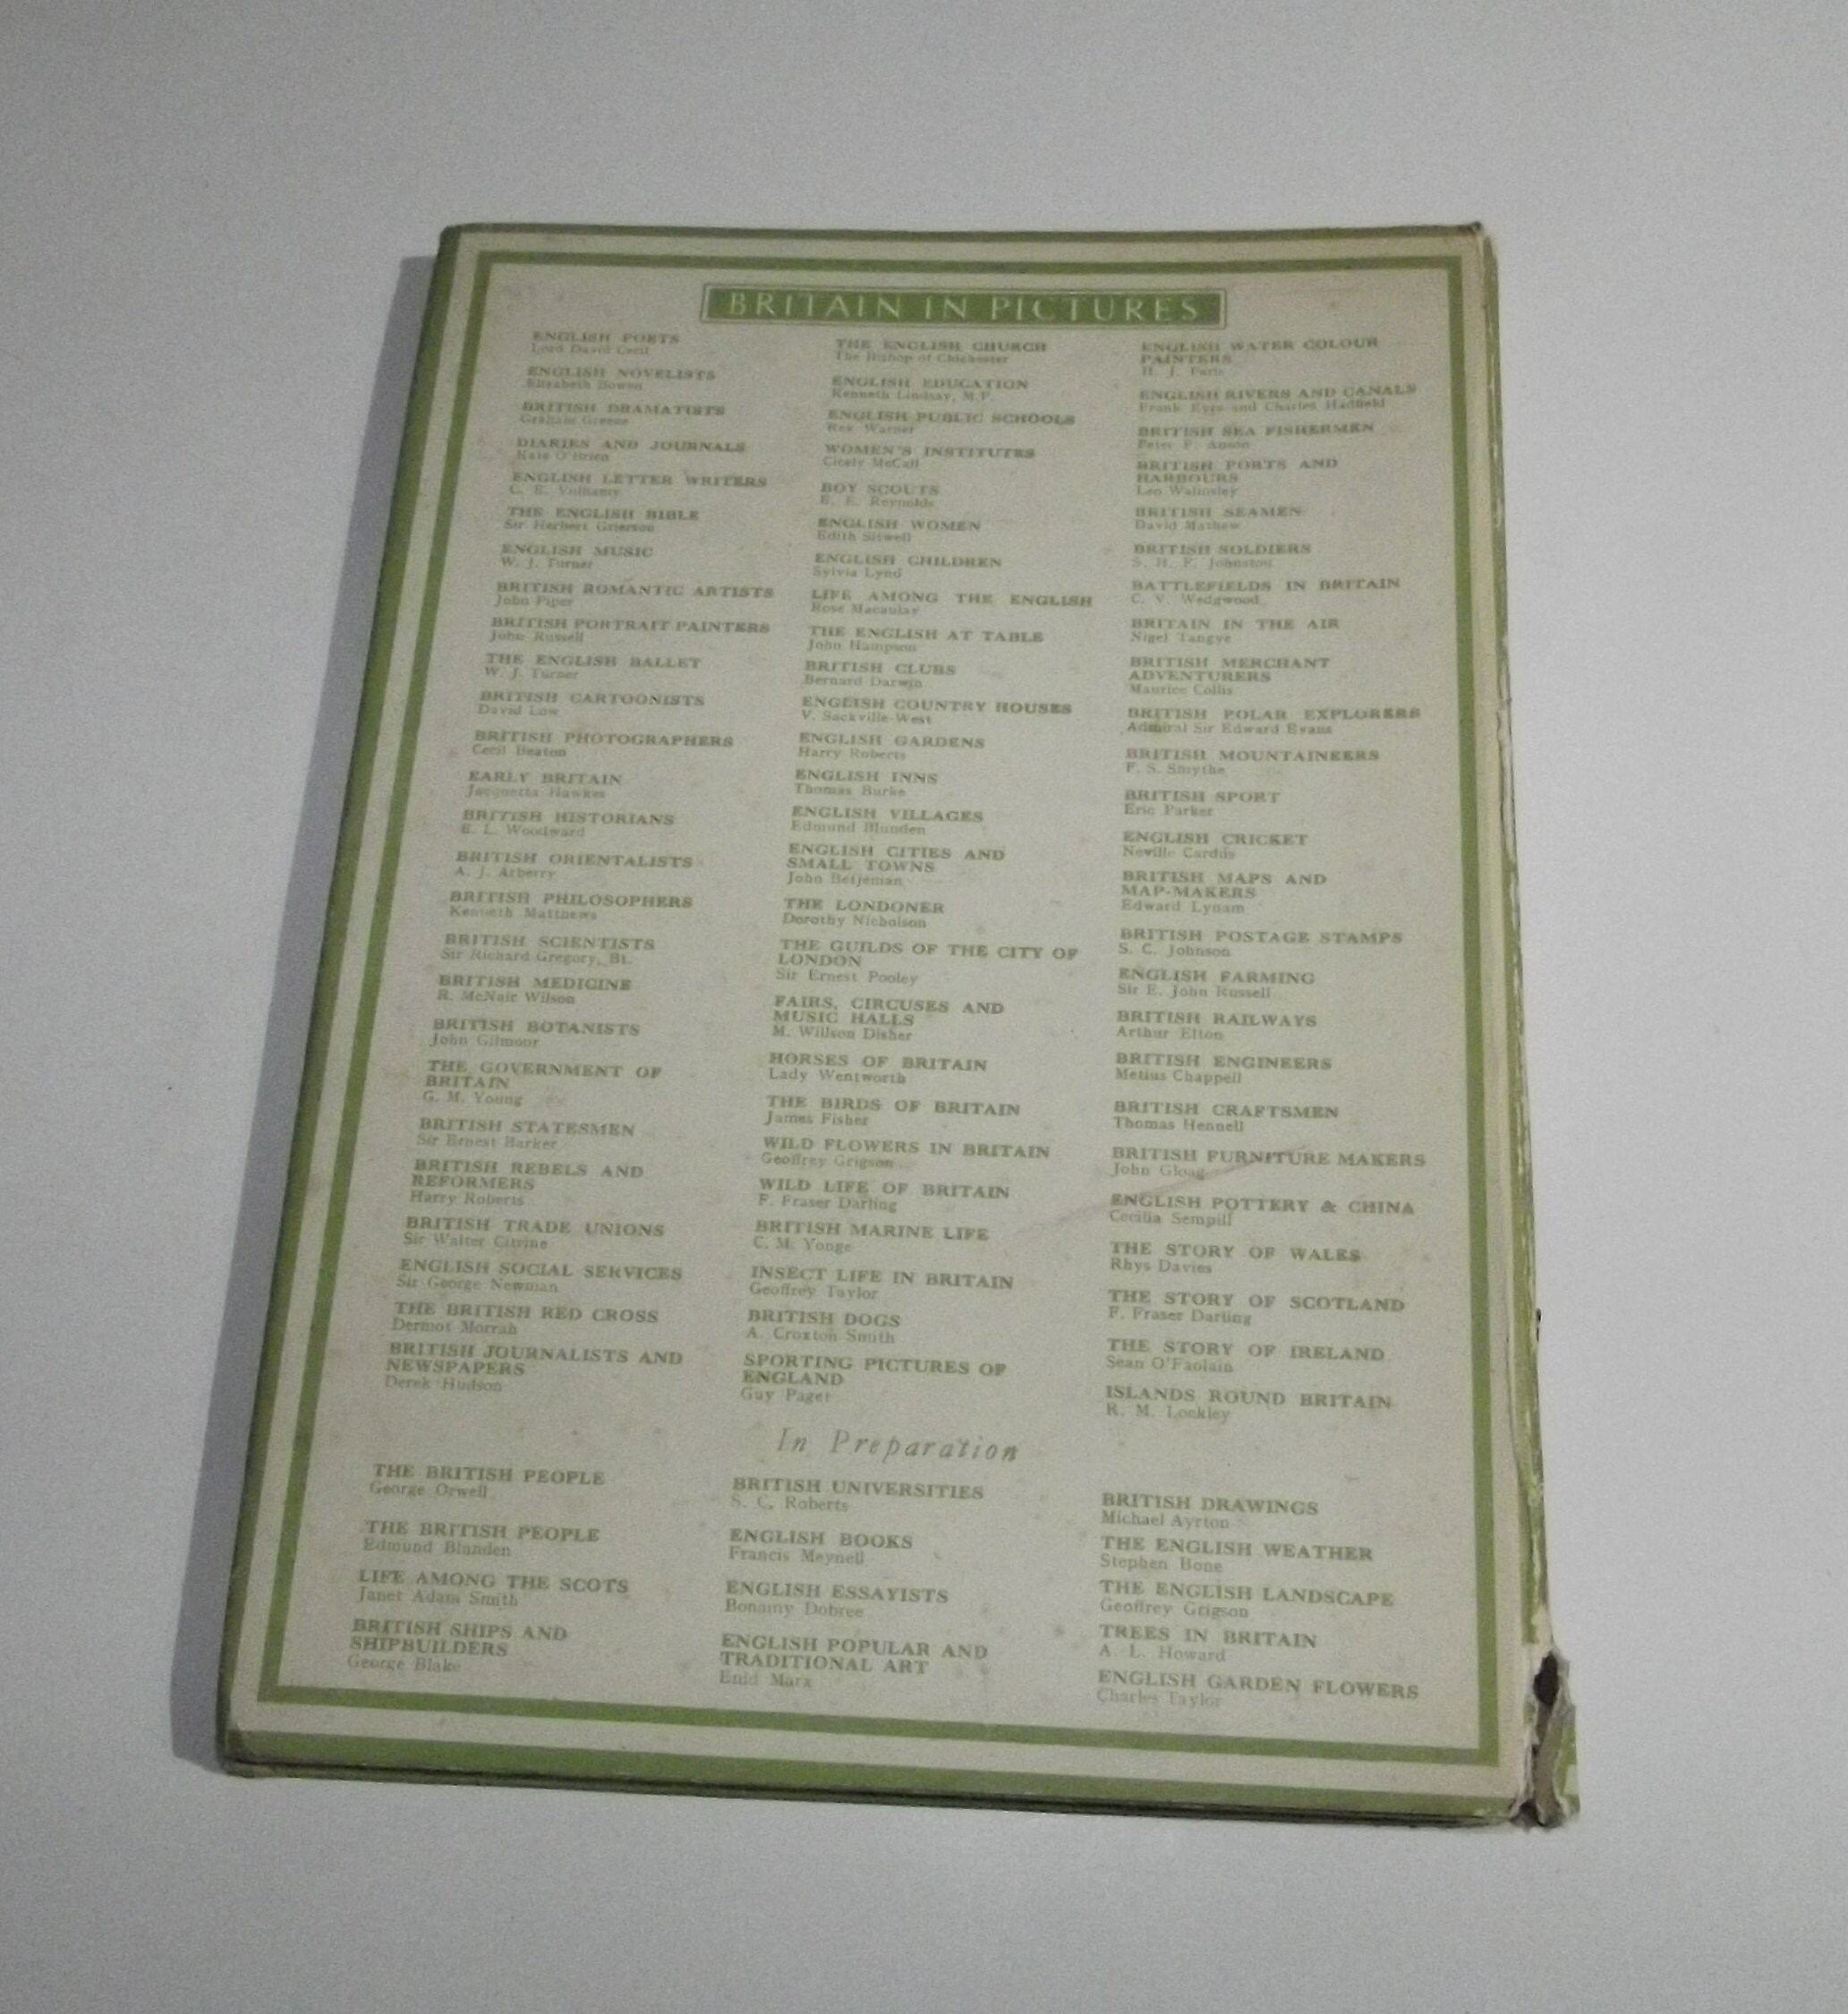 BRITAIN IN PICTURES
ENGLISH POETS
Lord David Cecil
ENGLISH NOVELISTS
Elizabeth Bowen
BRITISH DRAMATISTS
Graham Greene
DIARIES AND JOURNALS
Kate O'Brien
ENGLISH LETTER WRITERS
C. E. Vulliamy
THE ENGLISH BIBLE
Sir Herbert Grierson
ENGLISH MUSIC
W. J. Turner
BRITISH ROMANTIC ARTISTS
John Piper
BRITISH PORTRAIT PAINTERS
John Russell
THE ENGLISH BALLET
W. J. Turner
BRITISH CARTOONISTS
David Low
BRITISH PHOTOGRAPHERS
Cecil Beaton
EARLY BRITAIN
Jacquetta Hawkes
BRITISH HISTORIANS
E. L. Woodward
BRITISH ORIENTALISTS
A. J. Arberry
BRITISH PHILOSOPHERS
Kenneth Matthews
BRITISH SCIENTISTS
Sir Richard Gregory, Bt.
BRITISH MEDICINE
R. McNair Wilson
BRITISH BOTANISTS
John Gilmour
THE GOVERNMENT OF
BRITAIN
G. M. Young
BRITISH STATESMEN
Sir Ernest Barker
BRITISH REBELS AND
REFORMERS
Harry Roberts
BRITISH TRADE UNIONS
Sir Walter Citrine
ENGLISH SOCIAL SERVICES
Sir George Newman
THE BRITISH RED CROSS
Dermot Morrah
BRITISH JOURNALISTS AND
NEWSPAPERS
Derek Hudson
THE ENGLISH CHURCH
The Bishop of Chichester
ENGLISH EDUCATION
Kenneth Lindsay, M.P.
ENGLISH PUBLIC SCHOOLS
Rex Warner
WOMEN'S INSTITUTES
Cicely McCall
BOY SCOUTS
E. E. Reynolds
ENGLISH WOMEN
Edith Sitwell
ENGLISH CHILDREN
Sylvia Lynd
LIFE AMONG THE ENGLISH
Rose Macaulay
THE ENGLISH AT TABLE
John Hampson
BRITISH CLUBS
Bernard Darwin
ENGLISH COUNTRY HOUSES
V. Sackville-West
ENGLISH GARDENS
Harry Roberts
ENGLISH INNS
Thomas Burke
ENGLISH VILLAGES
Edmund Blunden
ENGLISH CITIES AND
SMALL TOWNS
John Betjeman
THE LONDONER
Dorothy Nicholson
THE GUILDS OF THE CITY OF
LONDON
Sir Ernest Pooley
FAIRS, CIRCUSES AND
MUSIC HALLS
M. Willson Disher
HORSES OF BRITAIN
Lady Wentworth
THE BIRDS OF BRITAIN
James Fisher
WILD FLOWERS IN BRITAIN
Geoffrey Grigson
WILD LIFE OF BRITAIN
F. Fraser Darling
BRITISH MARINE LIFE
C. M. Yonge
INSECT LIFE IN BRITAIN
Geoffrey Taylor
BRITISH DOGS
A. Croxton Smith
SPORTING PICTURES OF
ENGLAND
Guy Paget
ENGLISH WATER COLOUR
PAINTERS
H. J. Paris
ENGLISH RIVERS AND CANALS
Frank Eyre and Charles Hadfield
BRITISH SEA FISHERMEN
Peter F. Anson
BRITISH PORTS AND
HARBOURS
Leo Walmsley
BRITISH SEAMEN
David Mathew
BRITISH SOLDIERS
S. H. F. Johnston
BATTLEFIELDS IN BRITAIN
C. V. Wedgwood
BRITAIN IN THE AIR
Nigel Tangye
BRITISH MERCHANT
ADVENTURERS
Maurice Collis
BRITISH POLAR EXPLORERS
Admiral Sir Edward Evans
BRITISH MOUNTAINEERS
F. S. Smythe
BRITISH SPORT
Eric Parker
ENGLISH CRICKET
Neville Cardus
BRITISH MAPS AND
MAP-MAKERS
Edward Lynam
BRITISH POSTAGE STAMPS
S. C. Johnson
ENGLISH FARMING
Sir E. John Russell
BRITISH RAILWAYS
Arthur Elton
BRITISH ENGINEERS
Metius Chappell
BRITISH CRAFTSMEN
Thomas Hennell
BRITISH FURNITURE MAKERS
John Gloag
ENGLISH POTTERY & CHINA
Cecilia Sempill
THE STORY OF WALES
Rhys Davies
THE STORY OF SCOTLAND
F. Fraser Darling
THE STORY OF IRELAND
Sean O'Faolain
ISLANDS ROUND BRITAIN
R. M. Lockley
In Preparation
THE BRITISH PEOPLE
George Orwell
THE BRITISH PEOPLE
Edmund Blunden
LIFE AMONG THE SCOTS
Janet Adam Smith
BRITISH SHIPS AND
SHIPBUILDERS
George Blake
BRITISH UNIVERSITIES
S. C. Roberts
ENGLISH BOOKS
Francis Meynell
ENGLISH ESSAYISTS
Bonamy Dobree
ENGLISH POPULAR AND
TRADITIONAL ART
Enid Marx
BRITISH DRAWINGS
Michael Ayrton
THE ENGLISH WEATHER
Stephen Bone
THE ENGLISH LANDSCAPE
Geoffrey Grigson
TREES IN BRITAIN
A. L. Howard
ENGLISH GARDEN FLOWERS
Charles Taylor